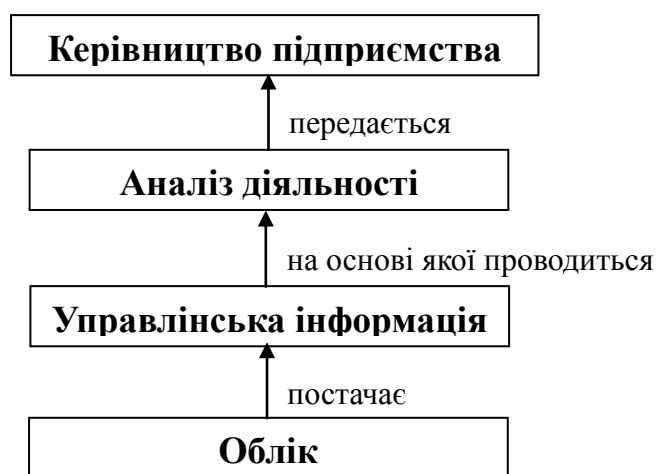 Керівництво підприємства
передається
Аналіз діяльності
на основі якої проводиться
Управлінська інформація
постачає
Облік